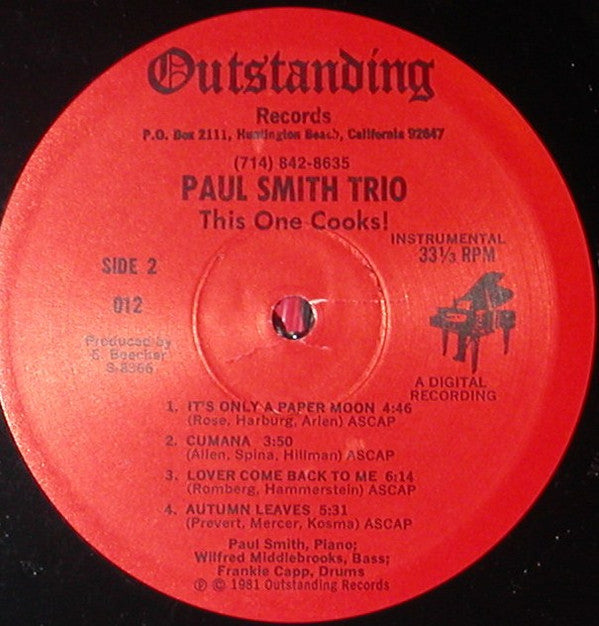 Outstanding
Records
P.O. Box 2111, Huntington Beach, California 92647
(714) 842-8635
PAUL SMITH TRIO
This One Cooks!
INSTRUMENTAL
33⅓ RPM
SIDE 2
012
Produced by
E. Boecker
S-8366
A DIGITAL
RECORDING
1. IT'S ONLY A PAPER MOON 4:46
(Rose, Harburg, Arlen) ASCAP
2. CUMANA 3:50
(Allen, Spina, Hillman) ASCAP
3. LOVER COME BACK TO ME 6:14
(Romberg, Hammerstein) ASCAP
4. AUTUMN LEAVES 5:31
(Prevert, Mercer, Kosma) ASCAP
Paul Smith, Piano;
Wilfred Middlebrooks, Bass;
Frankie Capp, Drums
℗ © 1981 Outstanding Records